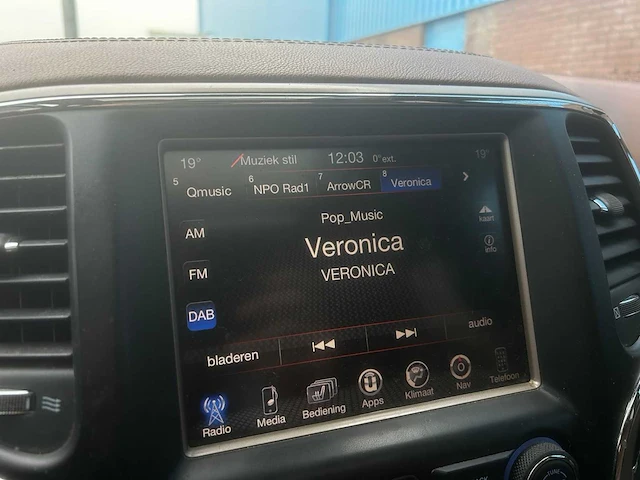 19° Muziek stil 12:03 0°ext. 19°
5 Qmusic 6 NPO Rad1 7 ArrowCR 8 Veronica
Pop_Music
kaart
AM
Veronica
info
FM
VERONICA
DAB
bladeren audio
Radio Media Bediening Apps Klimaat Nav Telefoon
TUNE